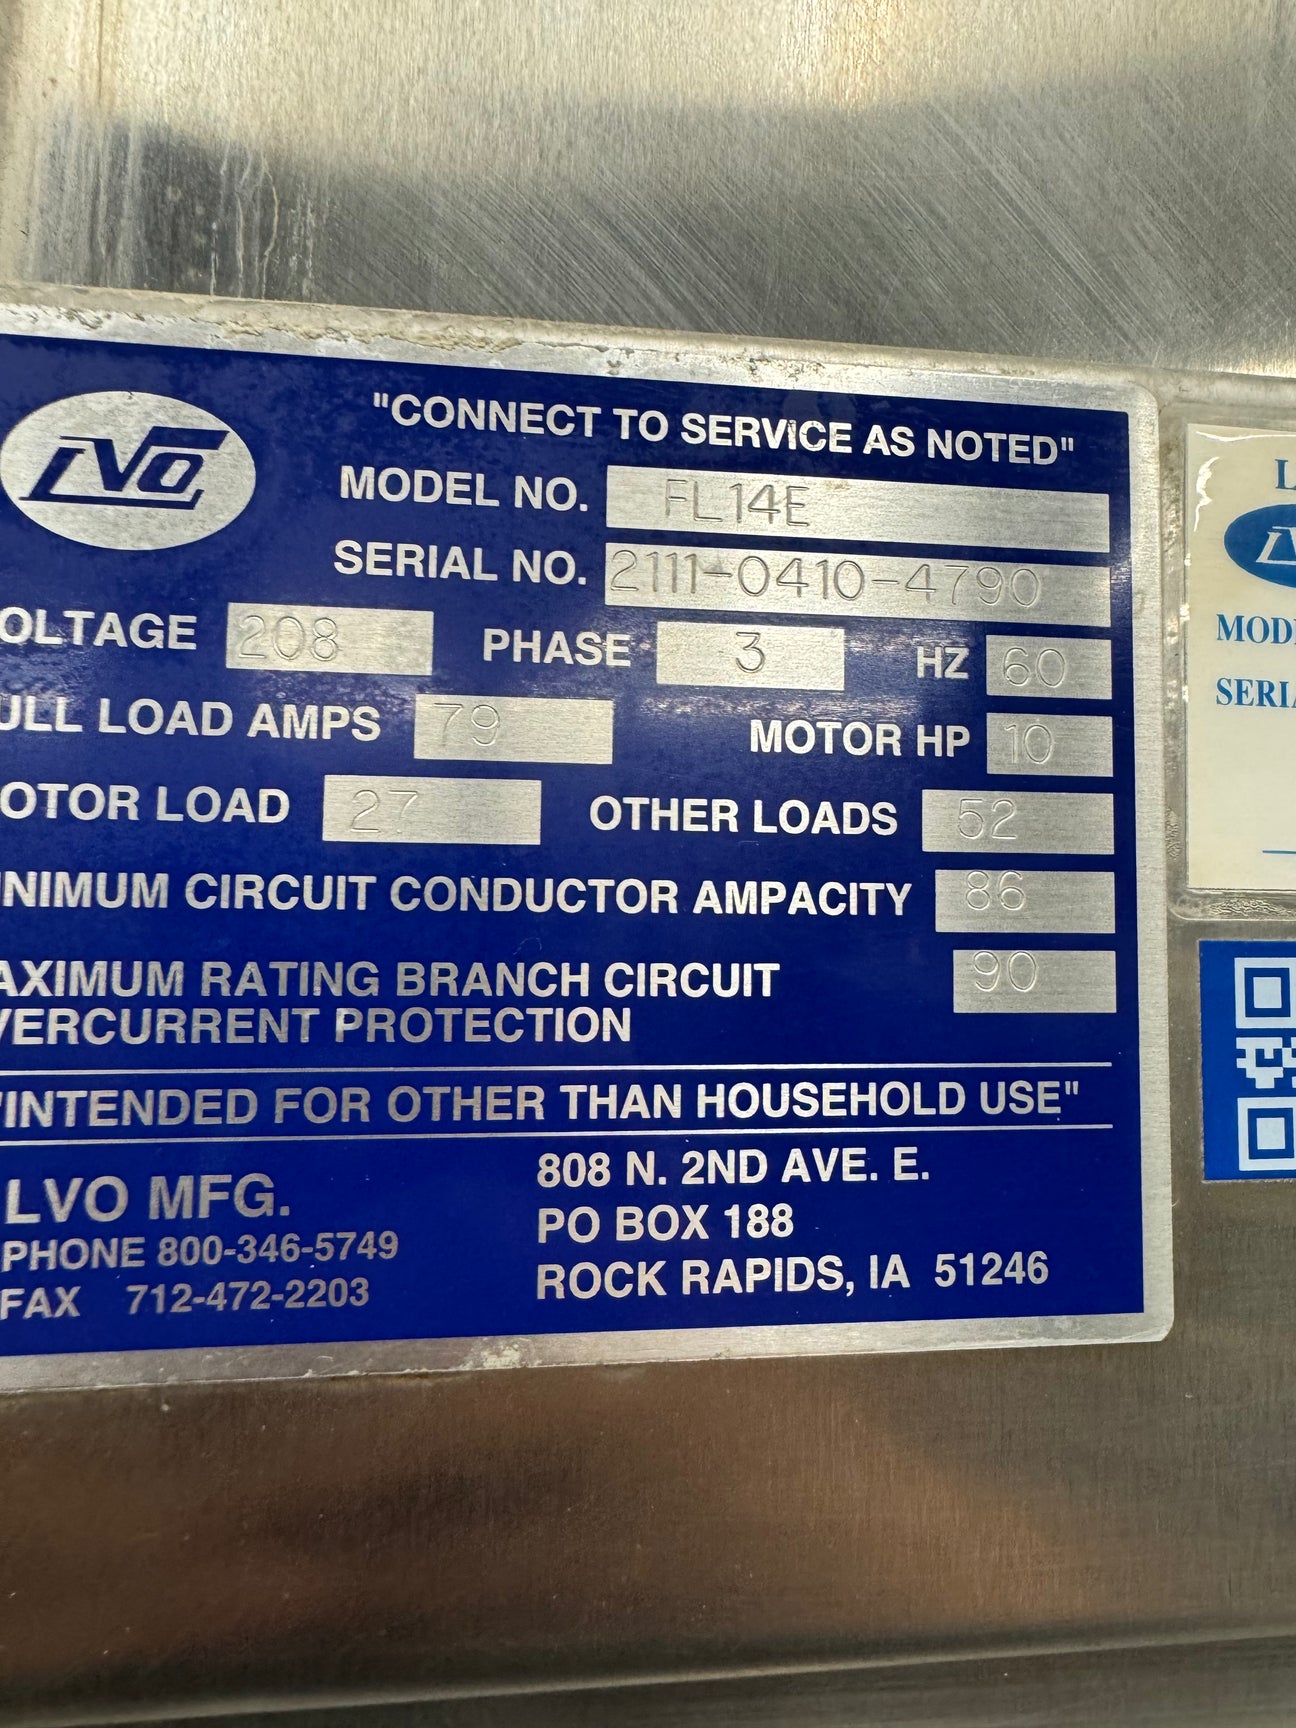 LVO
"CONNECT TO SERVICE AS NOTED"
MODEL NO. FL14E
SERIAL NO. 2111-0410-4790
OLTAGE 208 PHASE 3 HZ 60
ULL LOAD AMPS 79 MOTOR HP 10
OTOR LOAD 27 OTHER LOADS 52
INIMUM CIRCUIT CONDUCTOR AMPACITY 86
AXIMUM RATING BRANCH CIRCUIT 90
VERCURRENT PROTECTION
"INTENDED FOR OTHER THAN HOUSEHOLD USE"
LVO MFG.
PHONE 800-346-5749
FAX 712-472-2203
808 N. 2ND AVE. E.
PO BOX 188
ROCK RAPIDS, IA 51246
L
MODE
SERIA